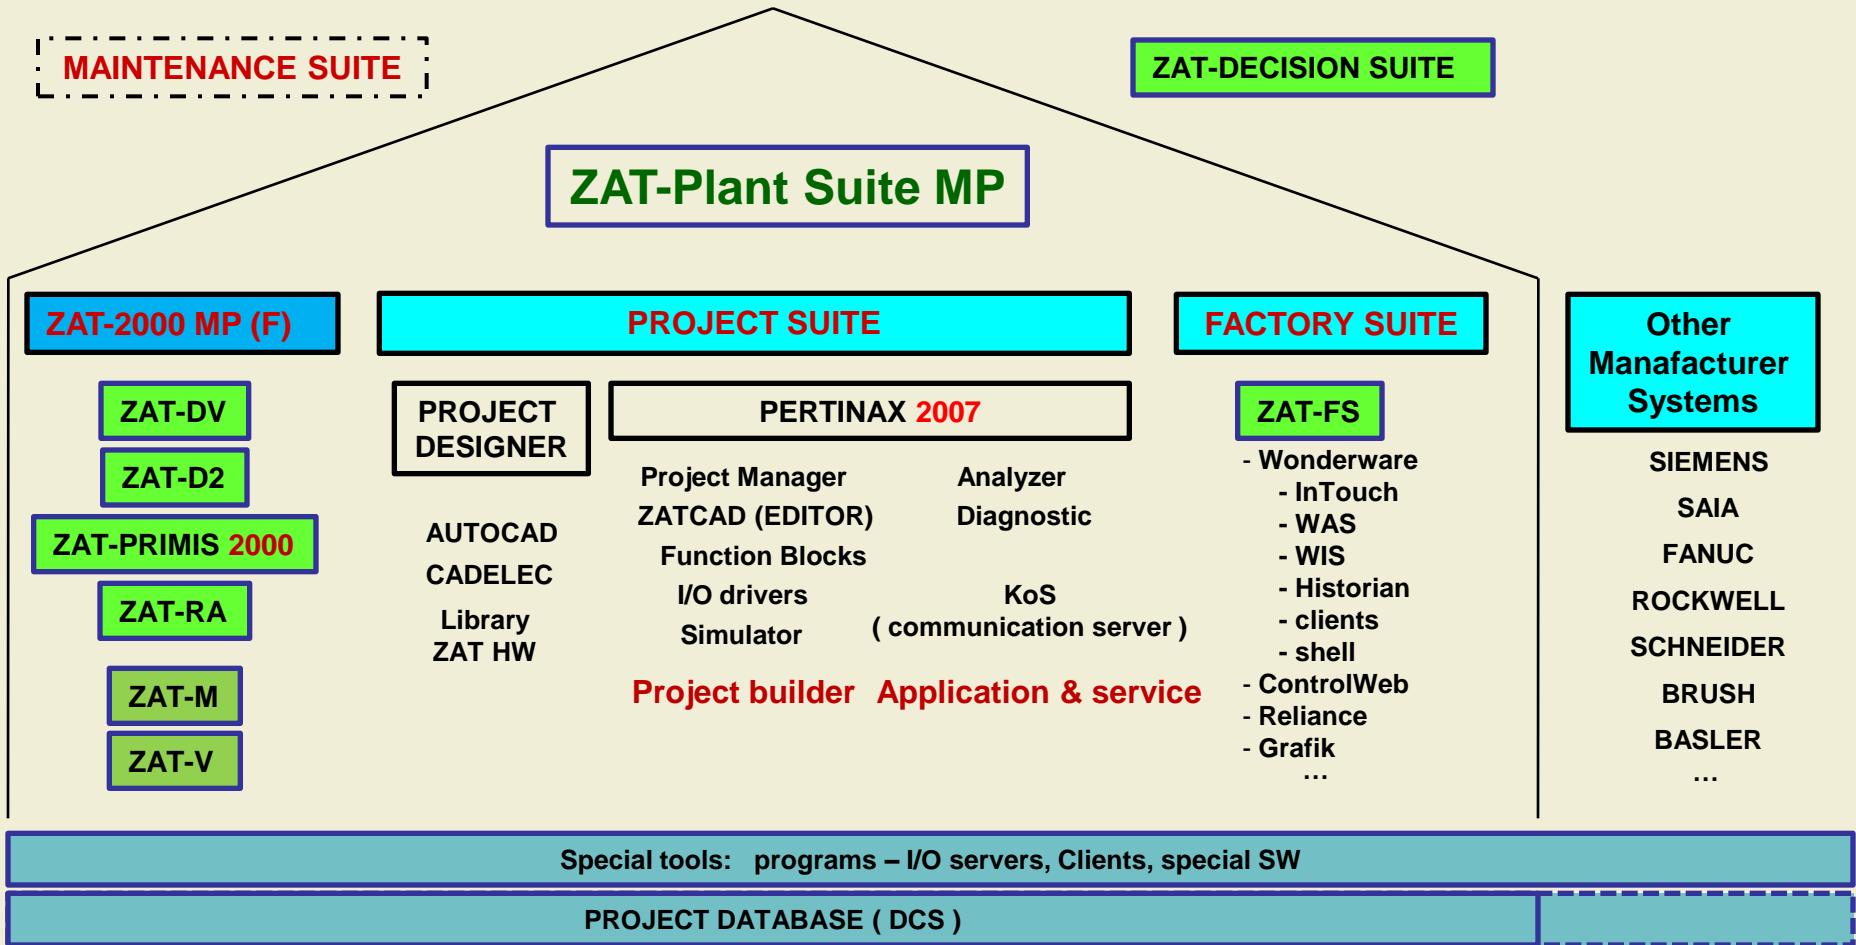 MAINTENANCE SUITE
ZAT-DECISION SUITE
ZAT-Plant Suite MP
ZAT-2000 MP (F)
ZAT-DV
ZAT-D2
ZAT-PRIMIS 2000
ZAT-RA
ZAT-M
ZAT-V
PROJECT SUITE
PROJECT
DESIGNER
AUTOCAD
CADELEC
Library
ZAT HW
PERTINAX 2007
Project Manager
ZATCAD (EDITOR)
Function Blocks
I/O drivers
Simulator
Project builder
Analyzer
Diagnostic
KoS
( communication server )
Application & service
FACTORY SUITE
ZAT-FS
- Wonderware
- InTouch
- WAS
- WIS
- Historian
- clients
- shell
- ControlWeb
- Reliance
- Grafik
...
Other
Manafacturer
Systems
SIEMENS
SAIA
FANUC
ROCKWELL
SCHNEIDER
BRUSH
BASLER
...
Special tools: programs – I/O servers, Clients, special SW
PROJECT DATABASE ( DCS )